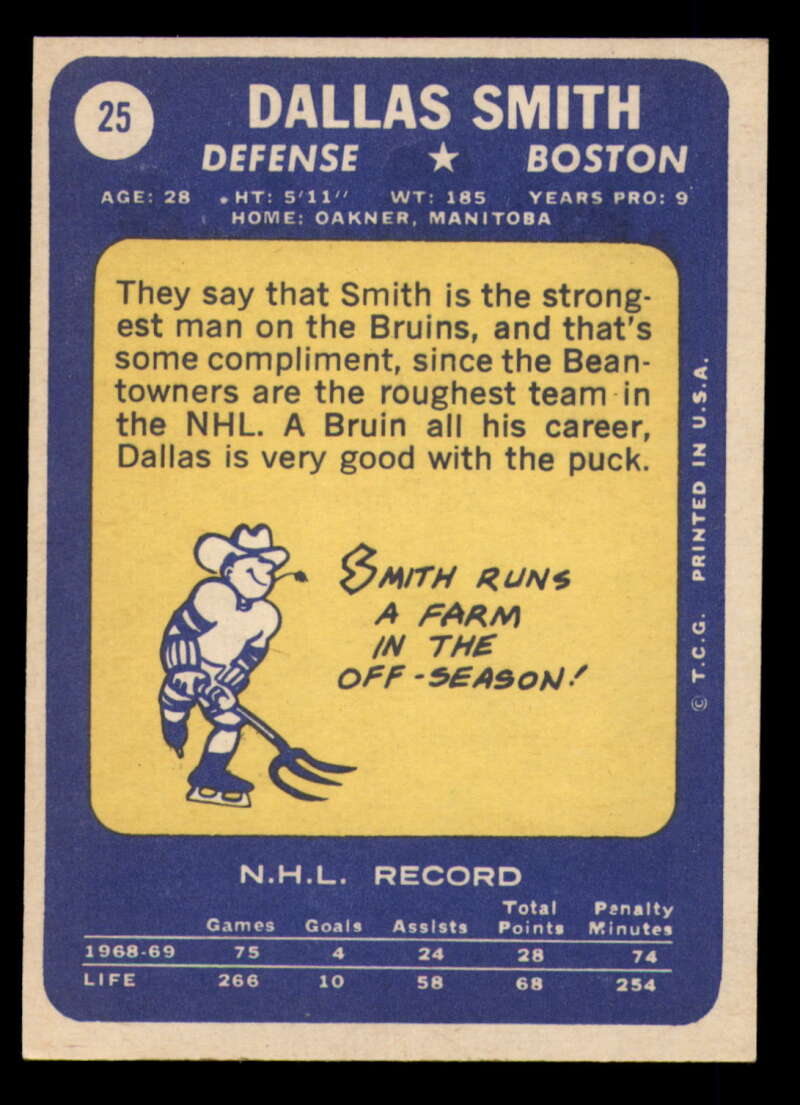 25
DALLAS SMITH
DEFENSE ★ BOSTON
AGE: 28 HT: 5'11" WT: 185 YEARS PRO: 9
HOME: OAKNER, MANITOBA
They say that Smith is the strong-
est man on the Bruins, and that's
some compliment, since the Bean-
towners are the roughest team in
the NHL. A Bruin all his career,
Dallas is very good with the puck.
SMITH RUNS
A FARM
IN THE
OFF-SEASON!
© T.C.G. PRINTED IN U.S.A.
N.H.L. RECORD
Games Goals Assists Total Points Penalty Minutes
1968-69 75 4 24 28 74
LIFE 266 10 58 68 254